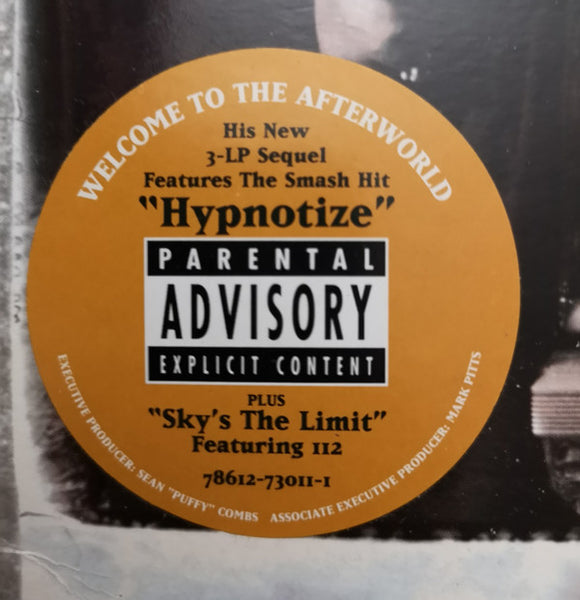 WELCOME TO THE AFTERWORLD
His New
3-LP Sequel
Features The Smash Hit
"Hypnotize"
PARENTAL
ADVISORY
EXPLICIT CONTENT
PLUS
"Sky's The Limit"
Featuring 112
78612-73011-1
EXECUTIVE PRODUCER: SEAN "PUFFY" COMBS ASSOCIATE EXECUTIVE PRODUCER: MARK PITTS